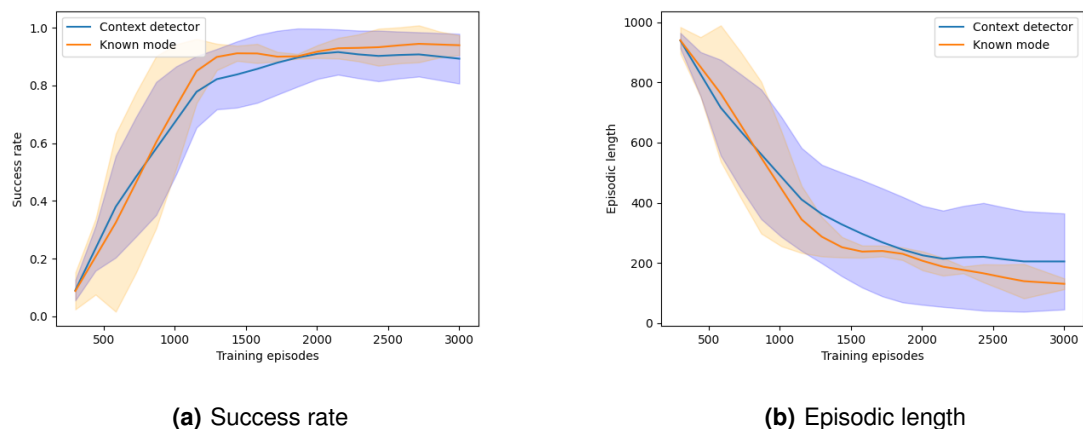 Context detector
Known mode
1.0
0.8
0.6
0.4
0.2
0.0
Success rate
500 1000 1500 2000 2500 3000
Training episodes
(a) Success rate
Context detector
Known mode
1000
800
600
400
200
0
Episodic length
500 1000 1500 2000 2500 3000
Training episodes
(b) Episodic length